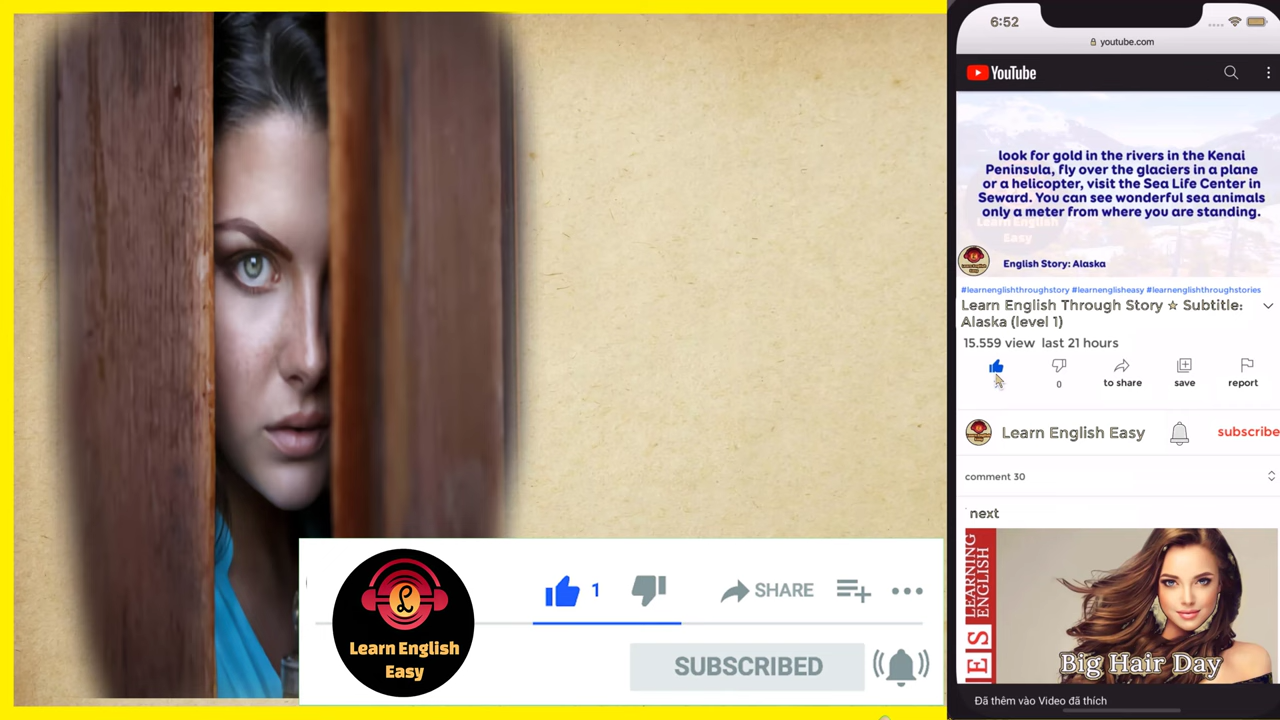 6:52
youtube.com
YouTube
look for gold in the rivers in the Kenai
Peninsula, fly over the glaciers in a plane
or a helicopter, visit the Sea Life Center in
Seward. You can see wonderful sea animals
only a meter from where you are standing.
Learn English
Easy
English Story: Alaska
#learnenglishthroughstory #learnenglisheasy #learnenglishthroughstories
Learn English Through Story ★ Subtitle:
Alaska (level 1)
15.559 view last 21 hours
0
to share
save
report
Learn English Easy
subscribe
comment 30
next
LEARNING
ENGLISH
ES
Big Hair Day
Đã thêm vào Video đã thích
L
Learn English
Easy
1
SHARE
SUBSCRIBED